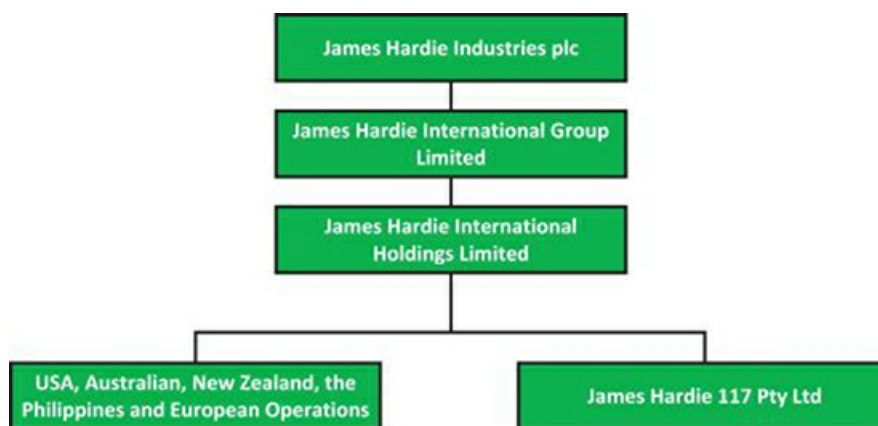 James Hardie Industries plc
James Hardie International Group
Limited
James Hardie International
Holdings Limited
USA, Australian, New Zealand, the
Philippines and European Operations
James Hardie 117 Pty Ltd